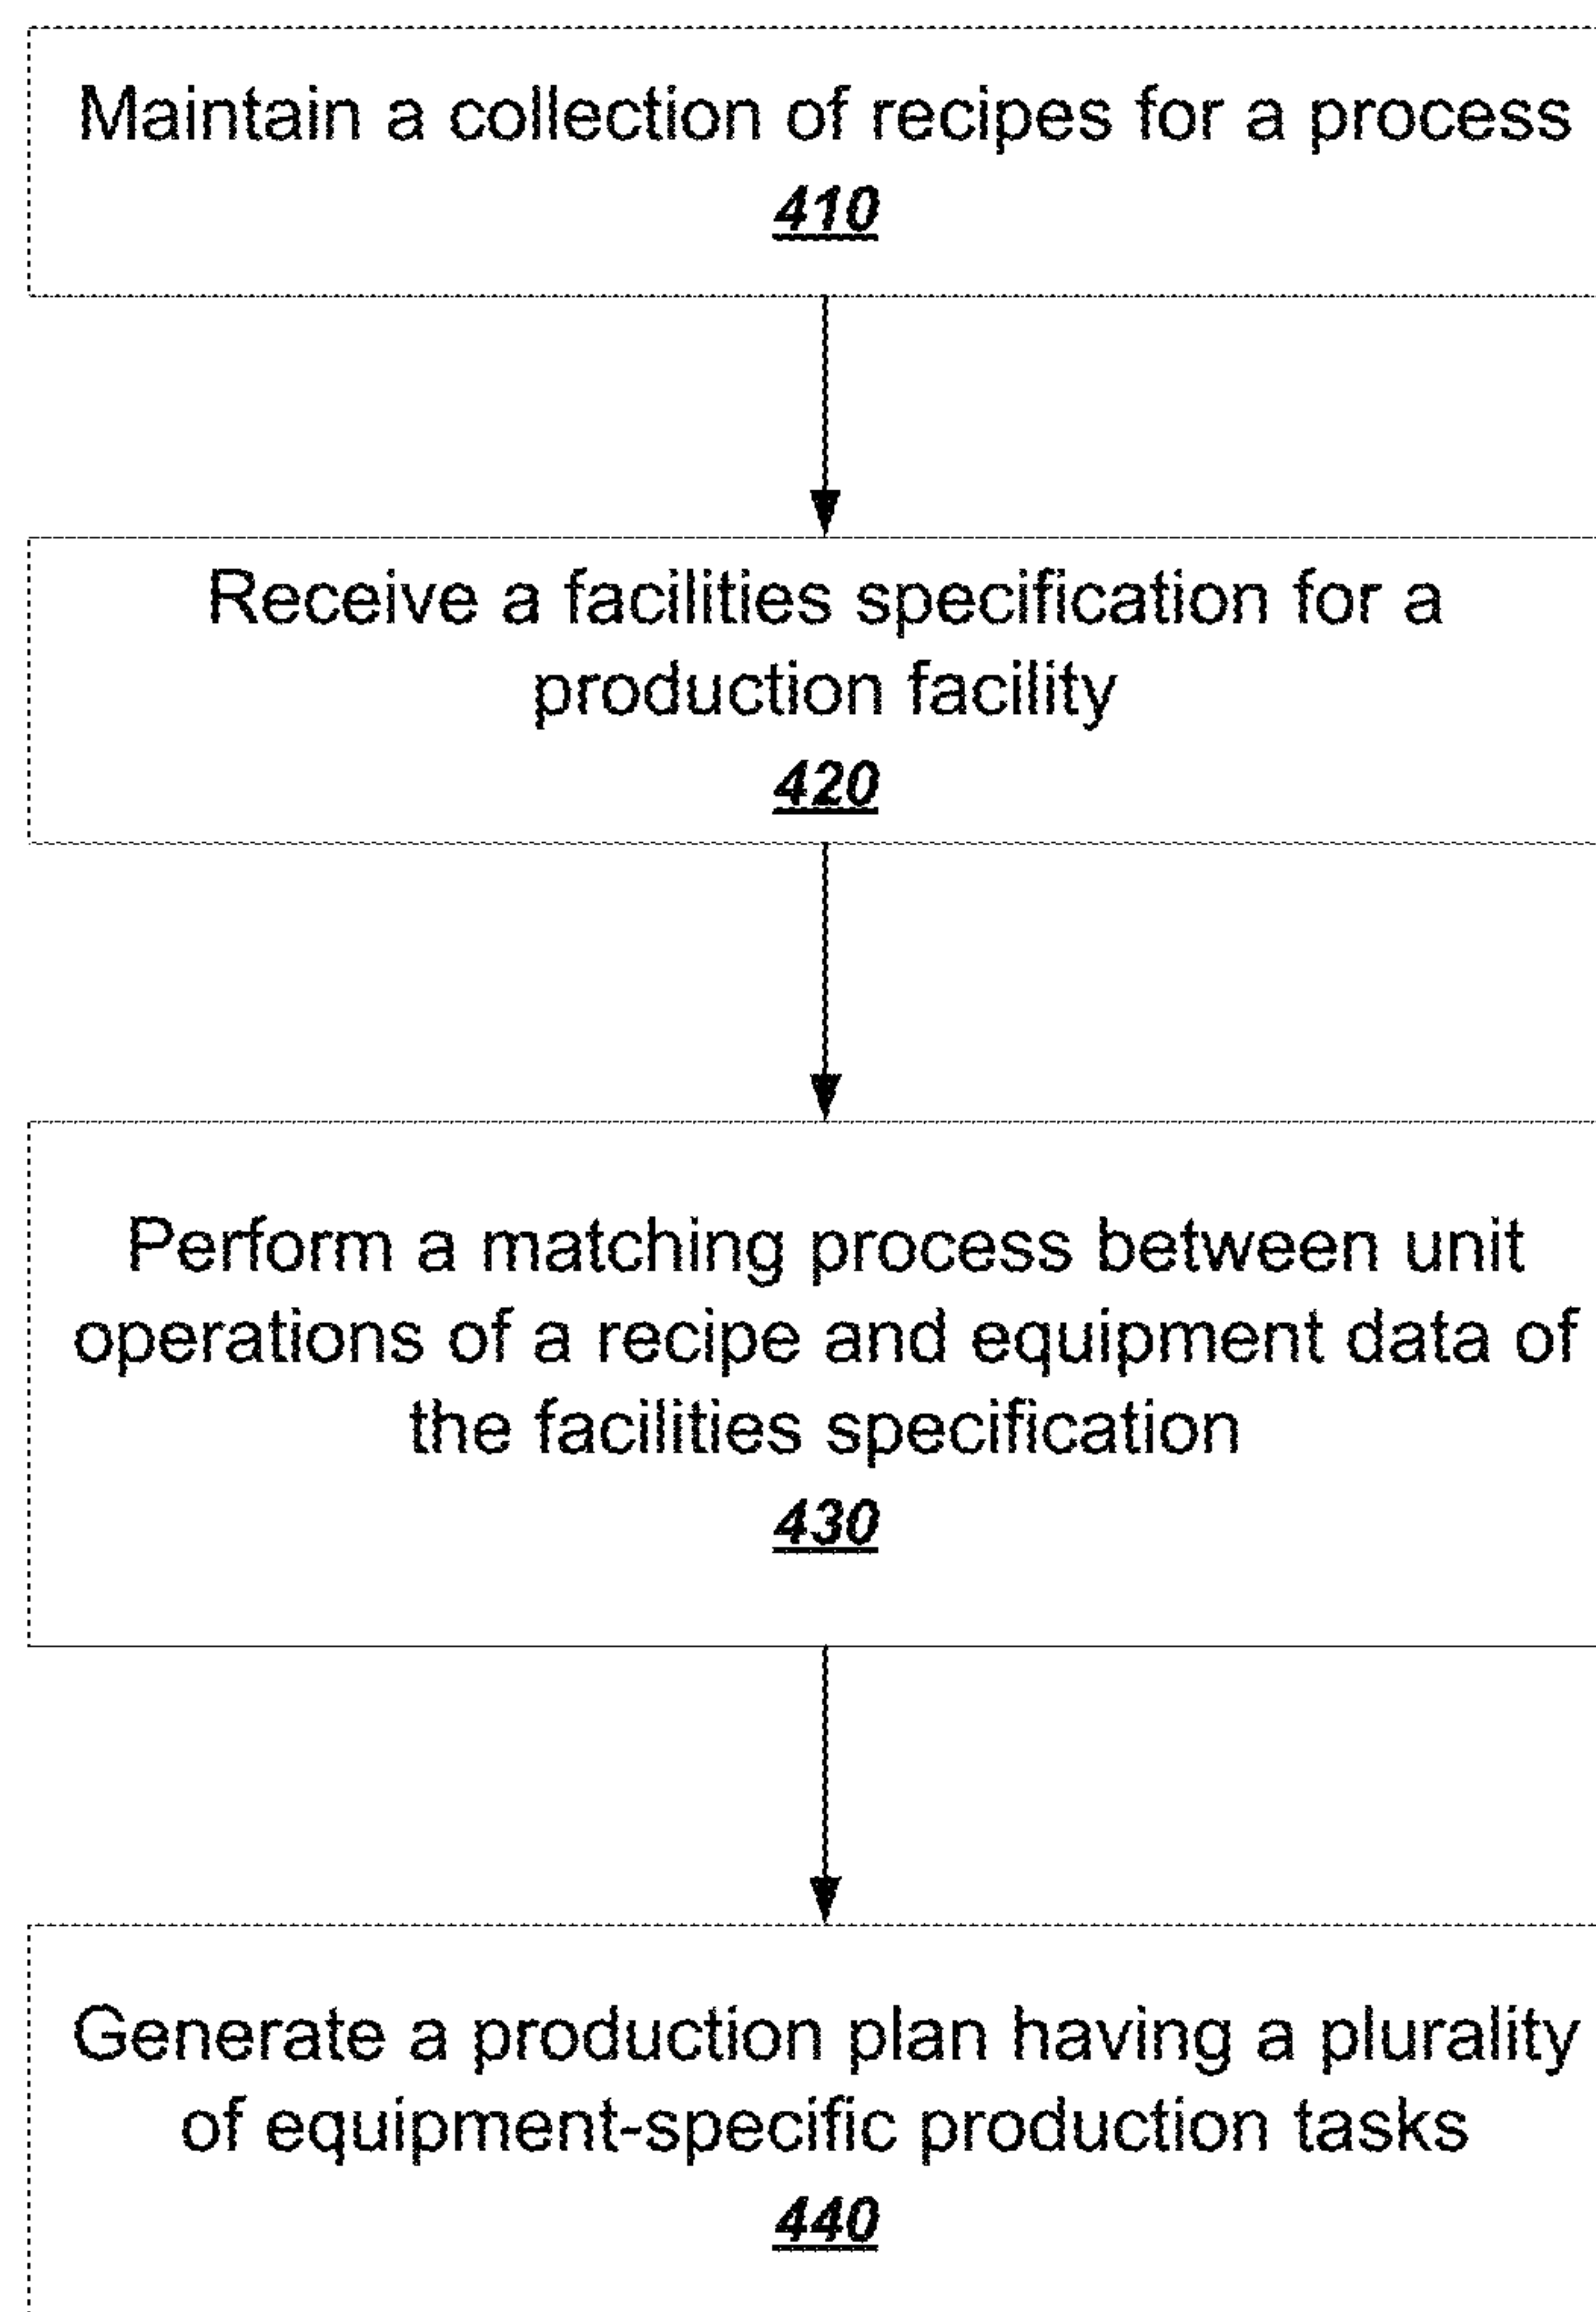 Maintain a collection of recipes for a process
410
Receive a facilities specification for a
production facility
420
Perform a matching process between unit
operations of a recipe and equipment data of
the facilities specification
430
Generate a production plan having a plurality
of equipment-specific production tasks
440